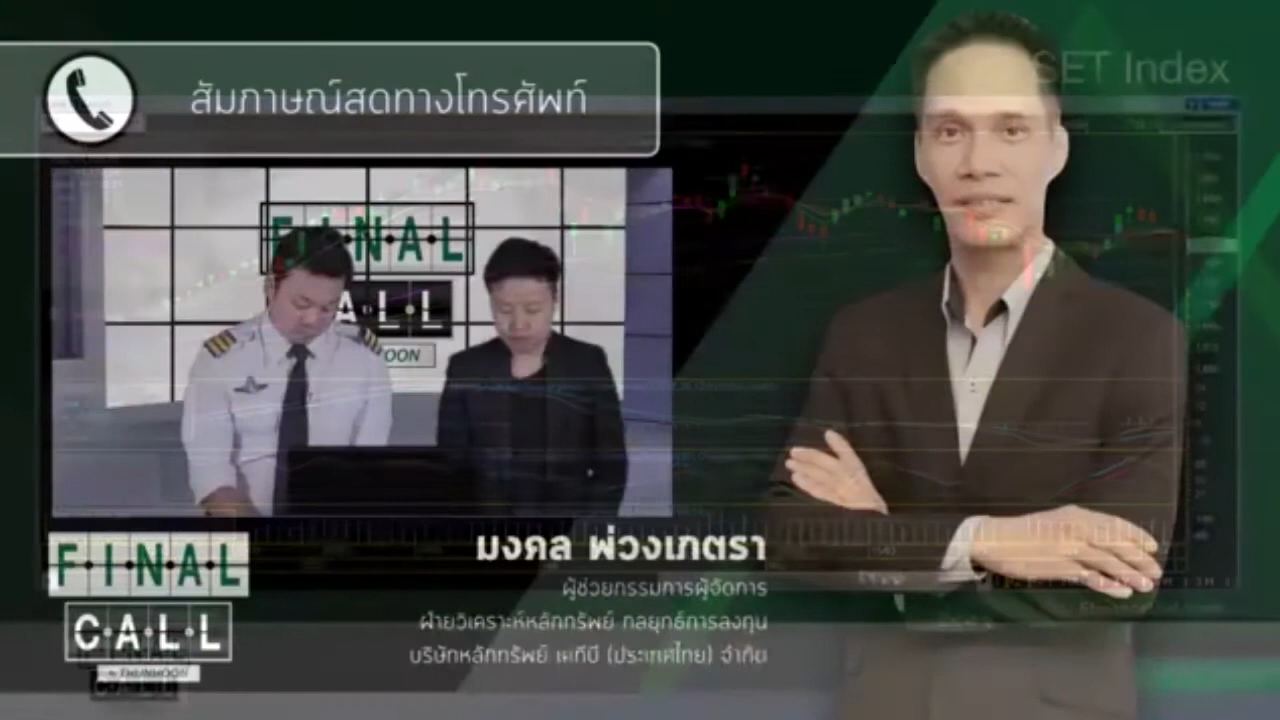 สัมภาษณ์สดทางโทรศัพท์
SET Index
FINAL
CALL
OON
FINAL
CALL
มงคล พ่วงเภตรา
ผู้ช่วยกรรมการผู้จัดการ
ฝ่ายวิเคราะห์หลักทรัพย์ กลยุทธ์การลงทุน
บริษัทหลักทรัพย์ เคทีบี (ประเทศไทย) จำกัด